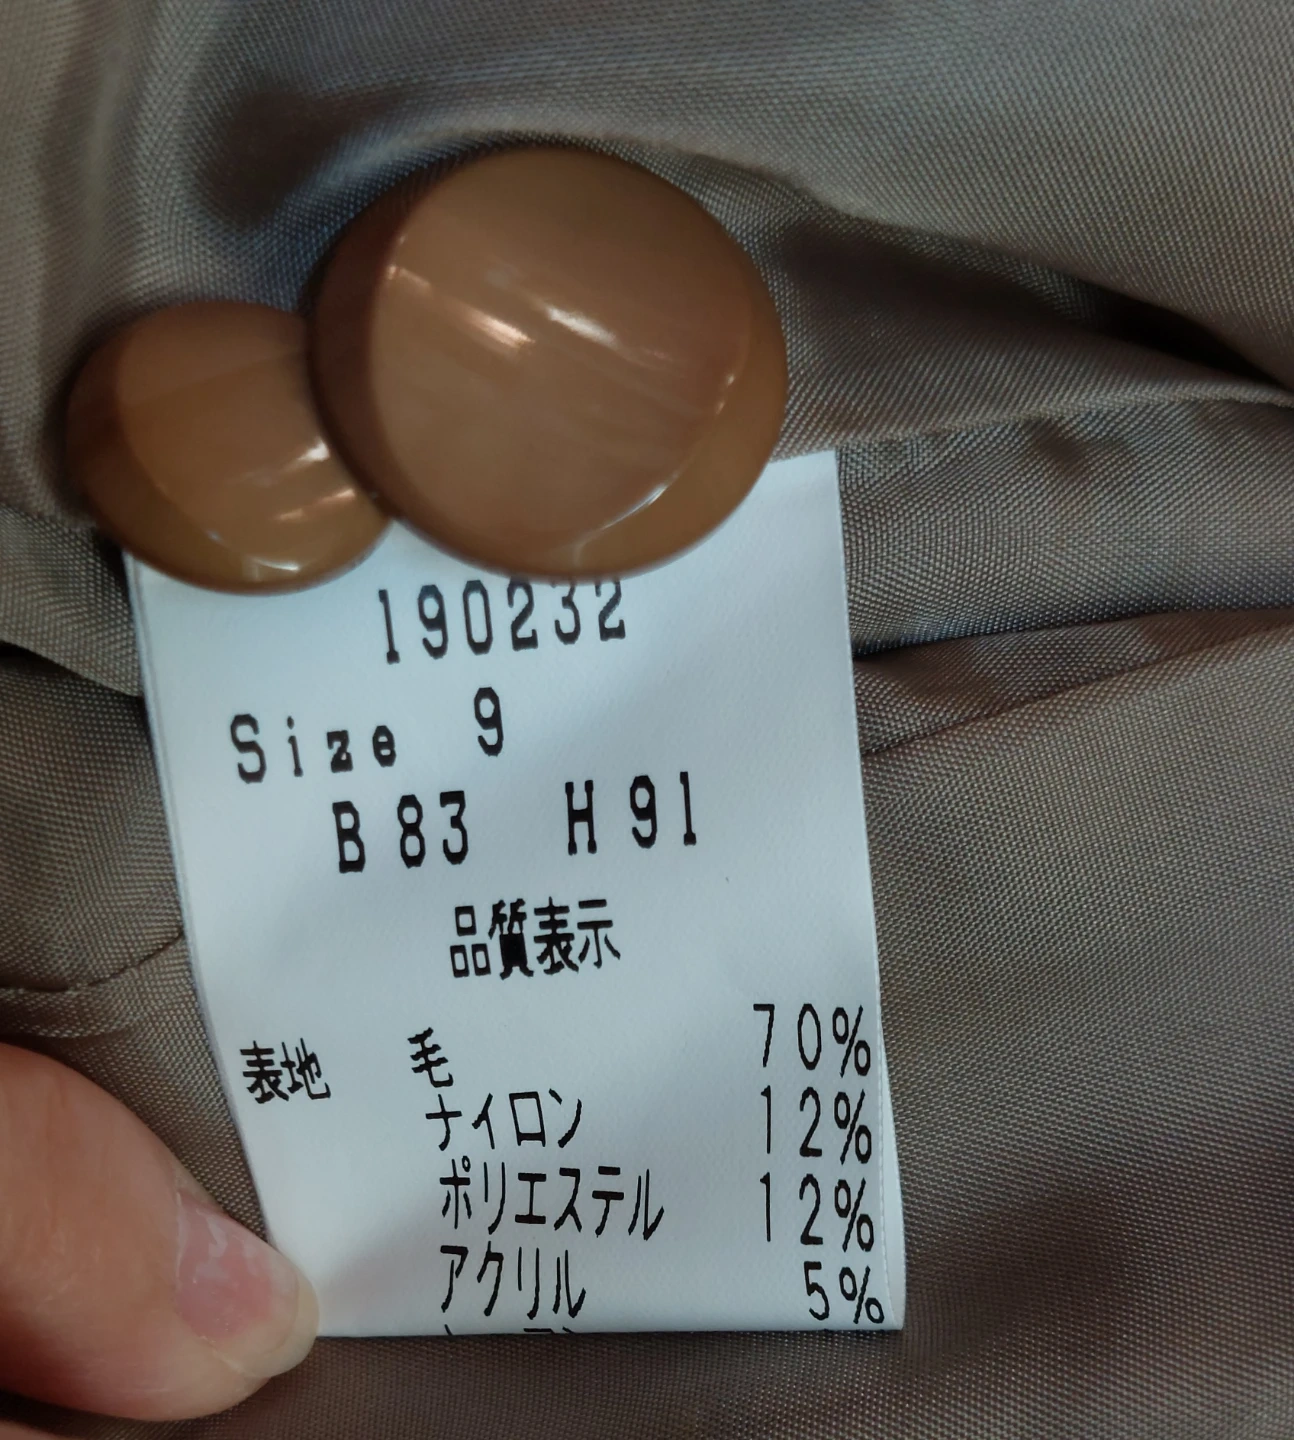 190232
Size 9
B83 H91
品質表示
表地 毛 70%
ナイロン 12%
ポリエステル 12%
アクリル 5%